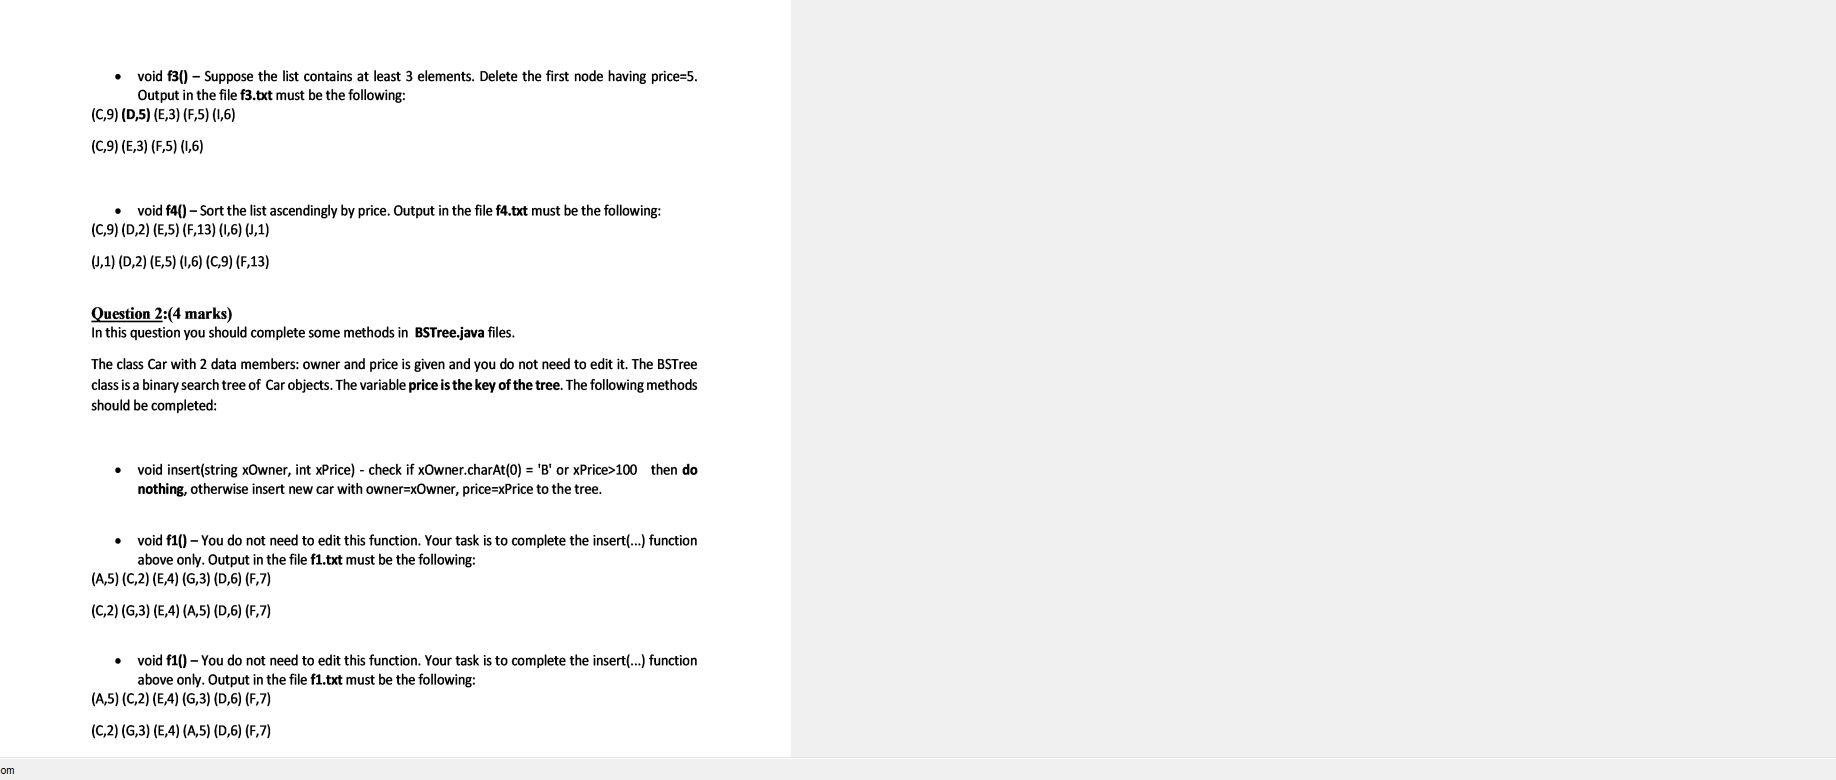 • void f3() – Suppose the list contains at least 3 elements. Delete the first node having price=5.
Output in the file f3.txt must be the following:
(C,9) (D,5) (E,3) (F,5) (I,6)
(C,9) (E,3) (F,5) (I,6)
• void f4() – Sort the list ascendingly by price. Output in the file f4.txt must be the following:
(C,9) (D,2) (E,5) (F,13) (I,6) (J,1)
(J,1) (D,2) (E,5) (I,6) (C,9) (F,13)
Question 2:(4 marks)
In this question you should complete some methods in BSTree.java files.
The class Car with 2 data members: owner and price is given and you do not need to edit it. The BSTree
class is a binary search tree of Car objects. The variable price is the key of the tree. The following methods
should be completed:
• void insert(string xOwner, int xPrice) - check if xOwner.charAt(0) = 'B' or xPrice>100 then do
nothing, otherwise insert new car with owner=xOwner, price=xPrice to the tree.
• void f1() – You do not need to edit this function. Your task is to complete the insert(...) function
above only. Output in the file f1.txt must be the following:
(A,5) (C,2) (E,4) (G,3) (D,6) (F,7)
(C,2) (G,3) (E,4) (A,5) (D,6) (F,7)
• void f1() – You do not need to edit this function. Your task is to complete the insert(...) function
above only. Output in the file f1.txt must be the following:
(A,5) (C,2) (E,4) (G,3) (D,6) (F,7)
(C,2) (G,3) (E,4) (A,5) (D,6) (F,7)
om